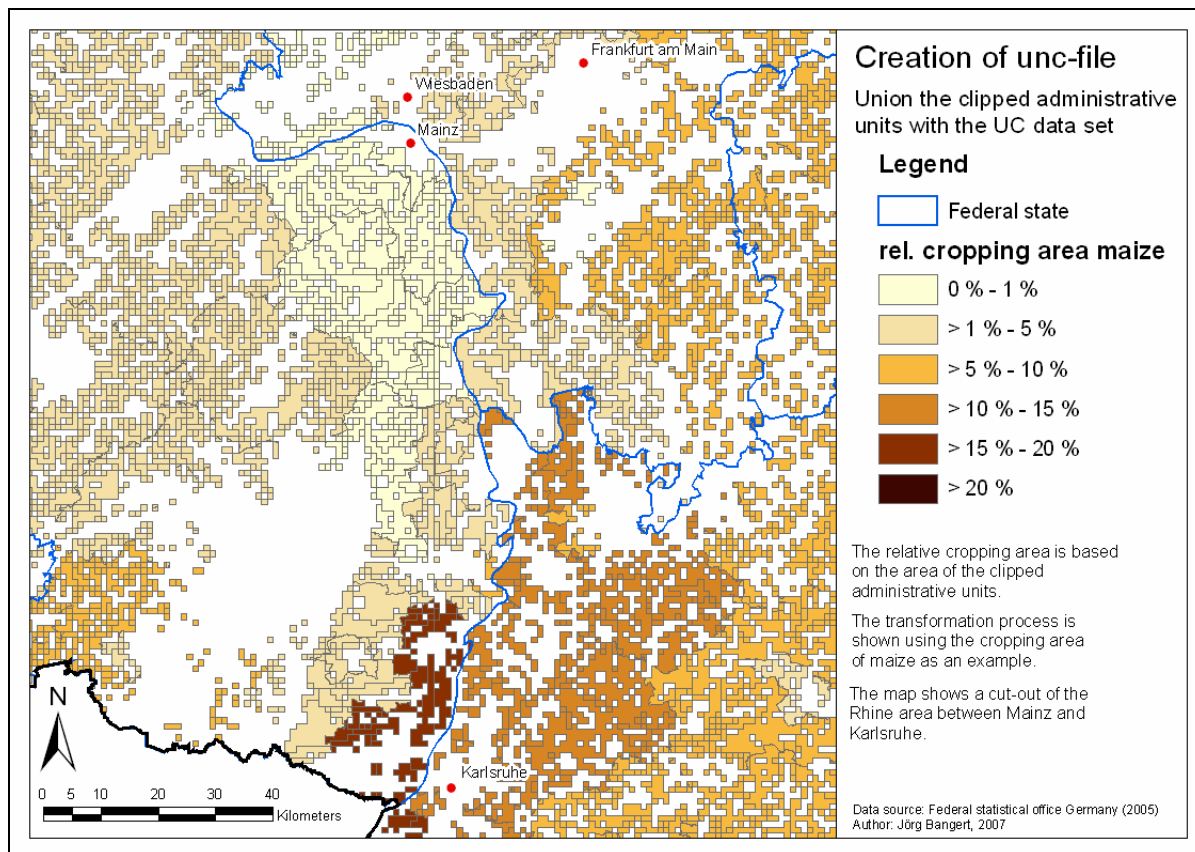 Frankfurt am Main
Wiesbaden
Mainz
Karlsruhe
N
0 5 10 20 30 40
Kilometers
Creation of unc-file
Union the clipped administrative
units with the UC data set
Legend
Federal state
rel. cropping area maize
0 % - 1 %
> 1 % - 5 %
> 5 % - 10 %
> 10 % - 15 %
> 15 % - 20 %
> 20 %
The relative cropping area is based
on the area of the clipped
administrative units.
The transformation process is
shown using the cropping area
of maize as an example.
The map shows a cut-out of the
Rhine area between Mainz and
Karlsruhe.
Data source: Federal statistical office Germany (2005)
Author: Jörg Bangert, 2007